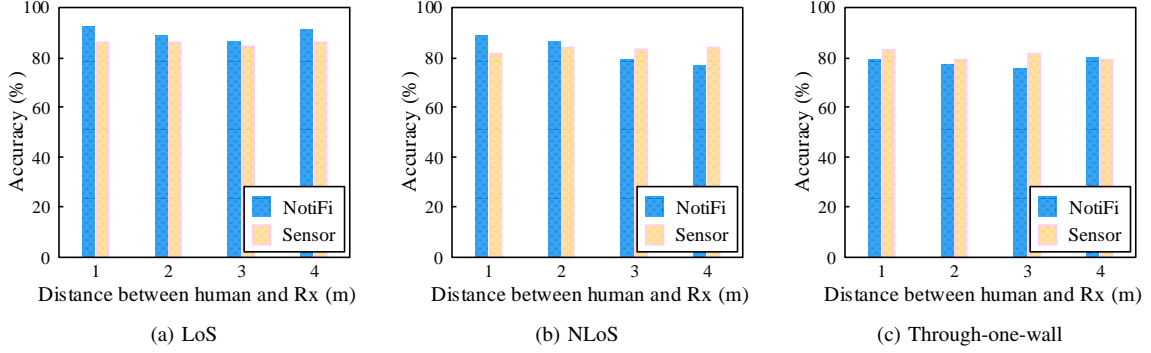 100
80
60
40
20
0
Accuracy (%)
NotiFi
Sensor
1 2 3 4
Distance between human and Rx (m)
(a) LoS
100
80
60
40
20
0
Accuracy (%)
NotiFi
Sensor
1 2 3 4
Distance between human and Rx (m)
(b) NLoS
100
80
60
40
20
0
Accuracy (%)
NotiFi
Sensor
1 2 3 4
Distance between human and Rx (m)
(c) Through-one-wall